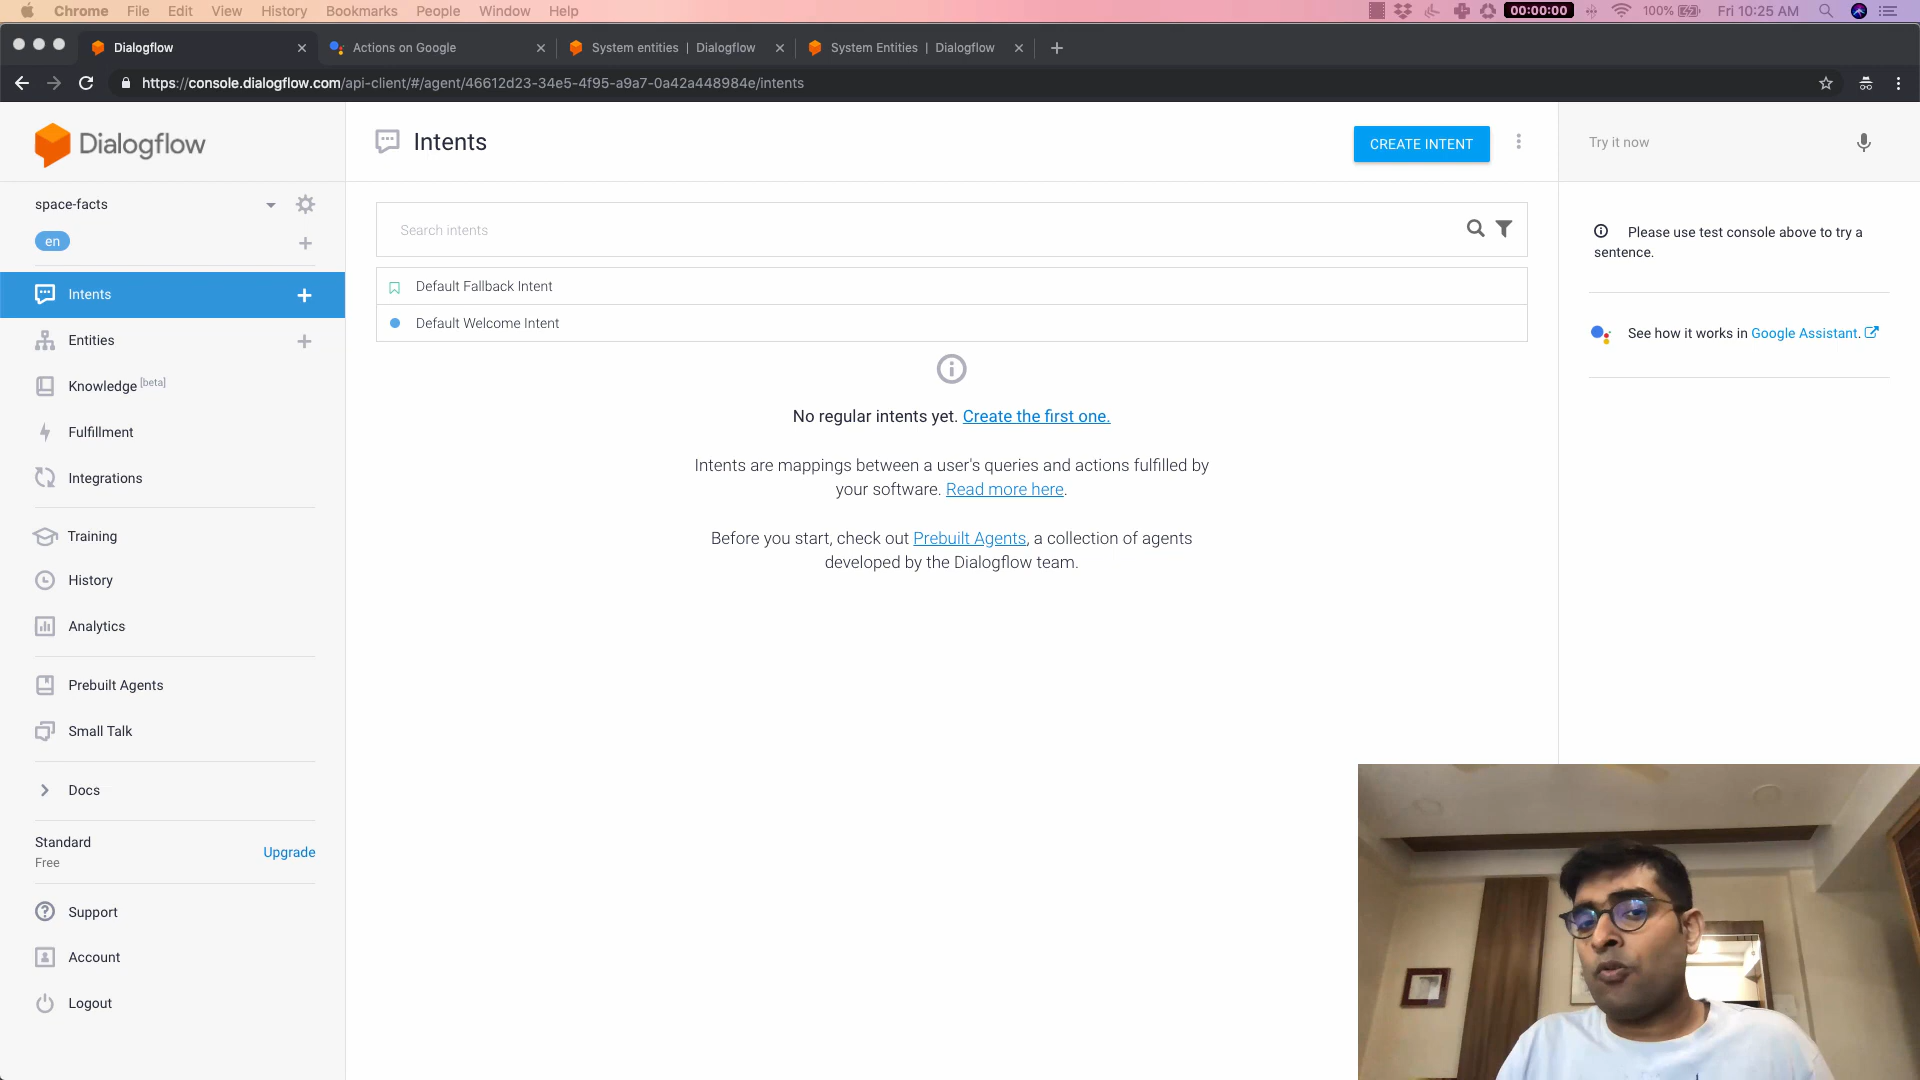 Chrome File Edit View History Bookmarks People Window Help 00:00:00 100% Fri 10:25 AM
Dialogflow Actions on Google System entities | Dialogflow System Entities | Dialogflow
https://console.dialogflow.com/api-client/#/agent/46612d23-34e5-4f95-a9a7-0a42a448984e/intents
Dialogflow
space-facts
en
Intents
Entities
Knowledge [beta]
Fulfillment
Integrations
Training
History
Analytics
Prebuilt Agents
Small Talk
Docs
Standard
Free
Upgrade
Support
Account
Logout
Intents
CREATE INTENT
Search intents
Default Fallback Intent
Default Welcome Intent
No regular intents yet. Create the first one.
Intents are mappings between a user's queries and actions fulfilled by
your software. Read more here.
Before you start, check out Prebuilt Agents, a collection of agents
developed by the Dialogflow team.
Try it now
Please use test console above to try a
sentence.
See how it works in Google Assistant.